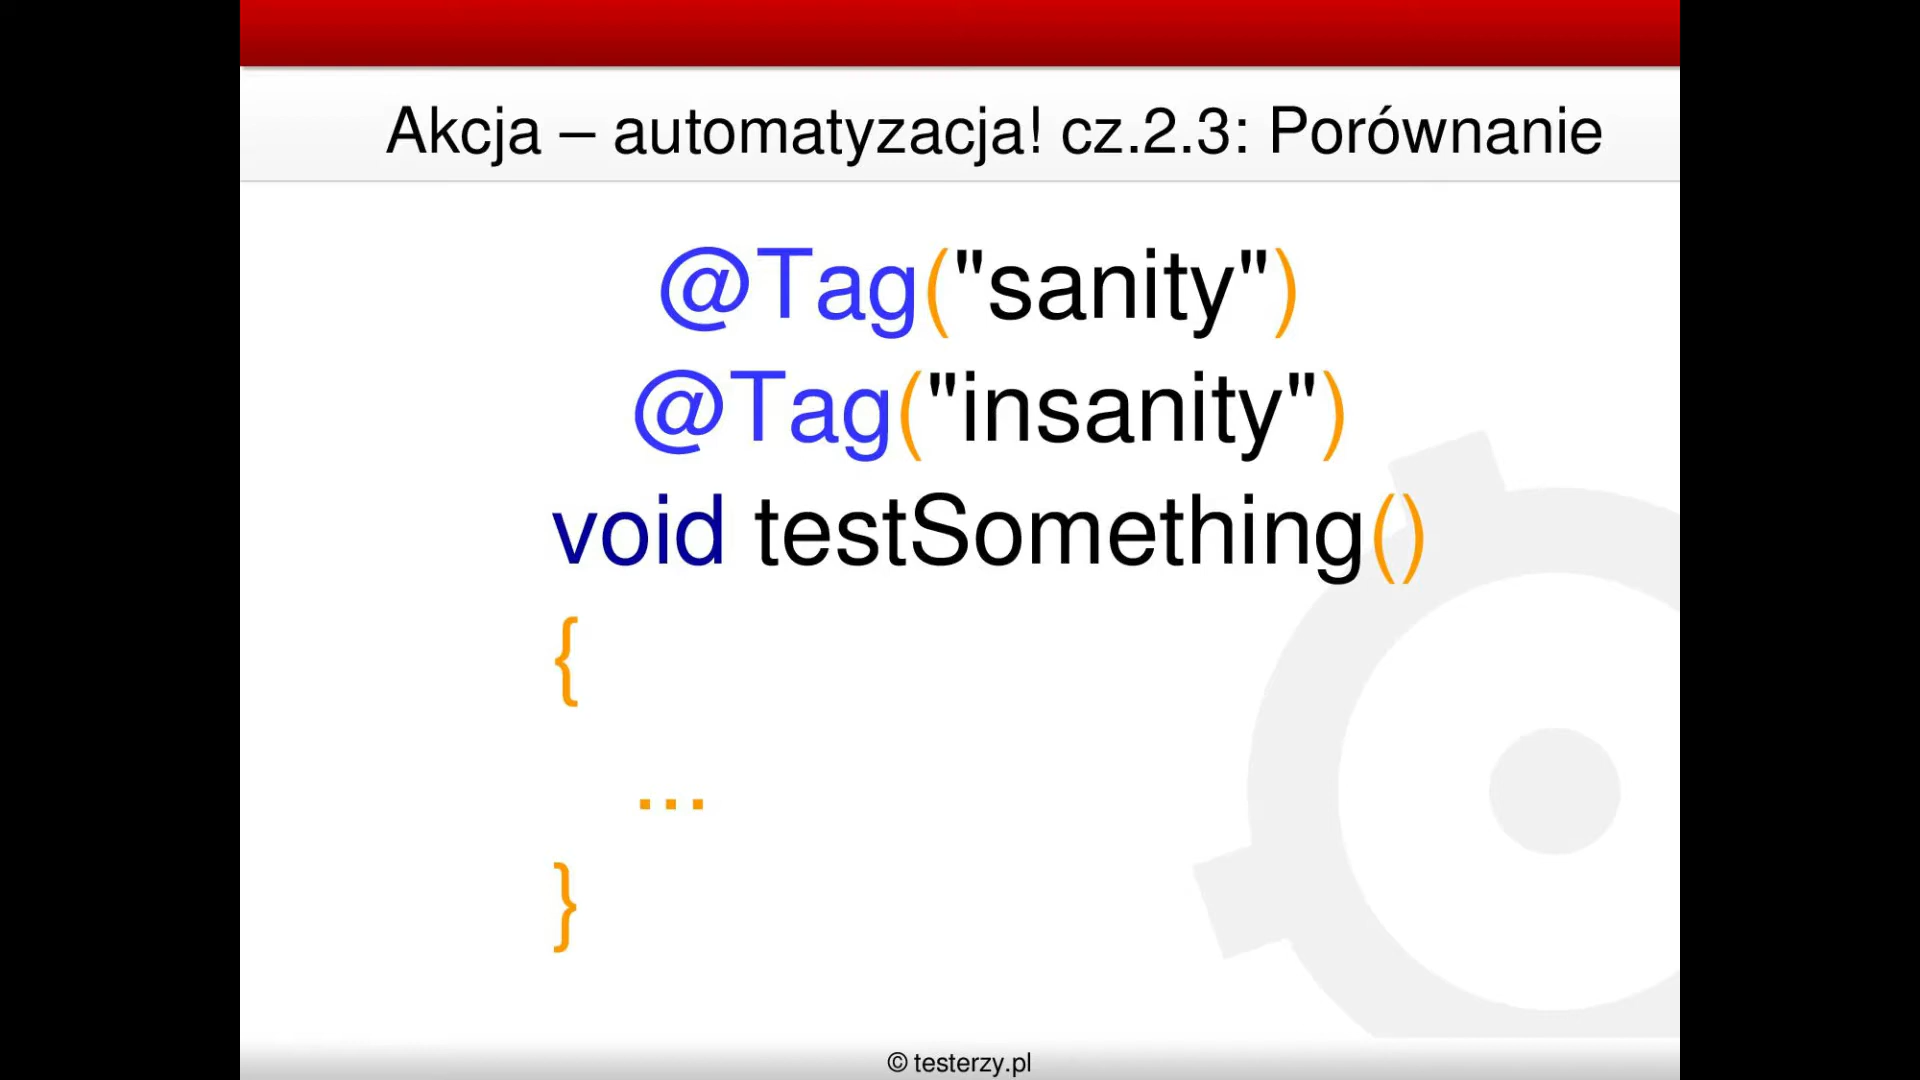 Akcja – automatyzacja! cz.2.3: Porównanie
@Tag("sanity")
@Tag("insanity")
void testSomething()
{
...
}
© testerzy.pl